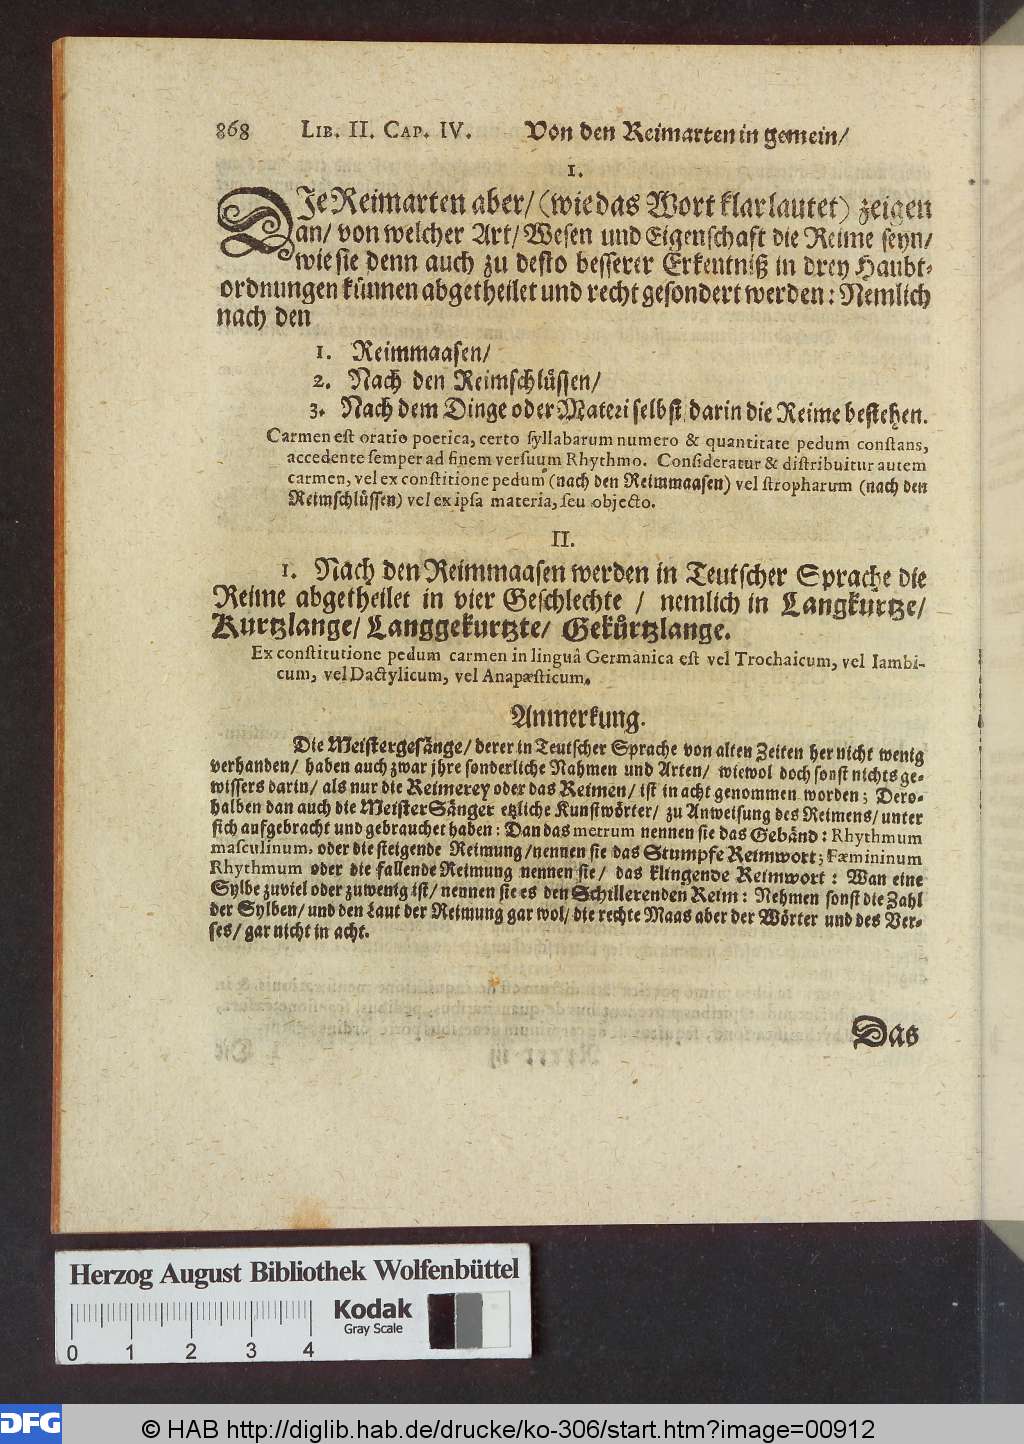 868 LIB. II. CAP. IV. Von den Reimarten in gemein/
1.
DIe Reimarten aber/ (wie das Wort klar lautet) zeigen
an/ von welcher Art/ Wesen und Eigenschaft die Reime seyn/
wie sie denn auch zu desto besserer Erkentniß in drey Haubt-
ordnungen künnen abgetheilet und recht gesondert werden: Nemlich
nach den
1. Reimmaasen/
2. Nach den Reimschlüssen/
3. Nach dem Dinge oder Materi selbst, darin die Reime bestehen.
Carmen est oratio poetica, certo syllabarum numero & quantitate pedum constans,
accedente semper ad finem versuum Rhythmo. Consideratur & distribuitur autem
carmen, vel ex constitione pedum (nach den Reimmaasen) vel stropharum (nach den
Reimschlüssen) vel ex ipsa materia, seu objecto.
II.
1. Nach den Reimmaasen werden in Teutscher Sprache die
Reime abgetheilet in vier Geschlechte / nemlich in Langkurtze/
Kurtzlange/ Langgekurtzte/ Gekürtzlange.
Ex constitutione pedum carmen in linguâ Germanica est vel Trochaicum, vel Iambi-
cum, vel Dactylicum, vel Anapæsticum.
Anmerkung.
Die Meistergesänge/ derer in Teutscher Sprache von alten Zeiten her nicht wenig
verhanden/ haben auch zwar jhre sonderliche Nahmen und Arten/ wiewol doch sonst nichts ge-
wissers darin/ als nur die Reimerey oder das Reimen/ ist in acht genommen worden; Dero-
halben dan auch die MeisterSänger etzliche Kunstwörter/ zu Anweisung des Reimens/ unter
sich aufgebracht und gebrauchet haben: Dan das metrum nennen sie das Gebänd: Rhythmum
masculinum, oder die steigende Reimung/ nennen sie das Stumpfe Reimwort; Fæmininum
Rhythmum oder die fallende Reimung nennen sie/ das klingende Reimwort: Wan eine
Sylbe zuviel oder zuwenig ist/ nennen sie es den Schillerenden Reim: Nehmen sonst die Zahl
der Sylben/ und den Laut der Reimung gar wol/ die rechte Maas aber der Wörter und des Ver-
ses/ gar nicht in acht.
Das
Herzog August Bibliothek Wolfenbüttel
Kodak
Gray Scale
0 1 2 3 4
DFG
© HAB http://diglib.hab.de/drucke/ko-306/start.htm?image=00912